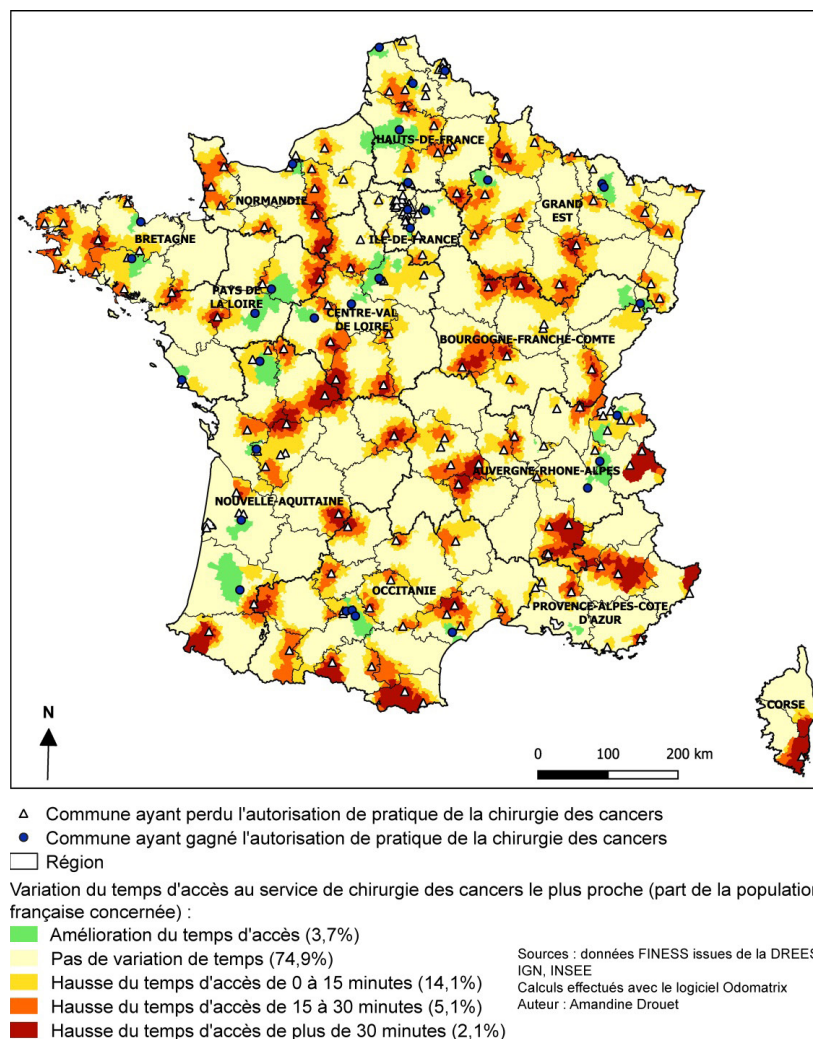 HAUTS-DE-FRANCE
NORMANDIE
GRAND
EST
ILE-DE-FRANCE
BRETAGNE
PAYS DE
LA LOIRE
CENTRE-VAL
DE LOIRE
BOURGOGNE-FRANCHE-COMTE
AUVERGNE-RHONE-ALPES
NOUVELLE-AQUITAINE
OCCITANIE
PROVENCE-ALPES-COTE
D'AZUR
CORSE
N
0 100 200 km
Commune ayant perdu l'autorisation de pratique de la chirurgie des cancers
Commune ayant gagné l'autorisation de pratique de la chirurgie des cancers
Région
Variation du temps d'accès au service de chirurgie des cancers le plus proche (part de la population
française concernée) :
Amélioration du temps d'accès (3,7%)
Pas de variation de temps (74,9%)
Hausse du temps d'accès de 0 à 15 minutes (14,1%)
Hausse du temps d'accès de 15 à 30 minutes (5,1%)
Hausse du temps d'accès de plus de 30 minutes (2,1%)
Sources : données FINESS issues de la DREES
IGN, INSEE
Calculs effectués avec le logiciel Odomatrix
Auteur : Amandine Drouet